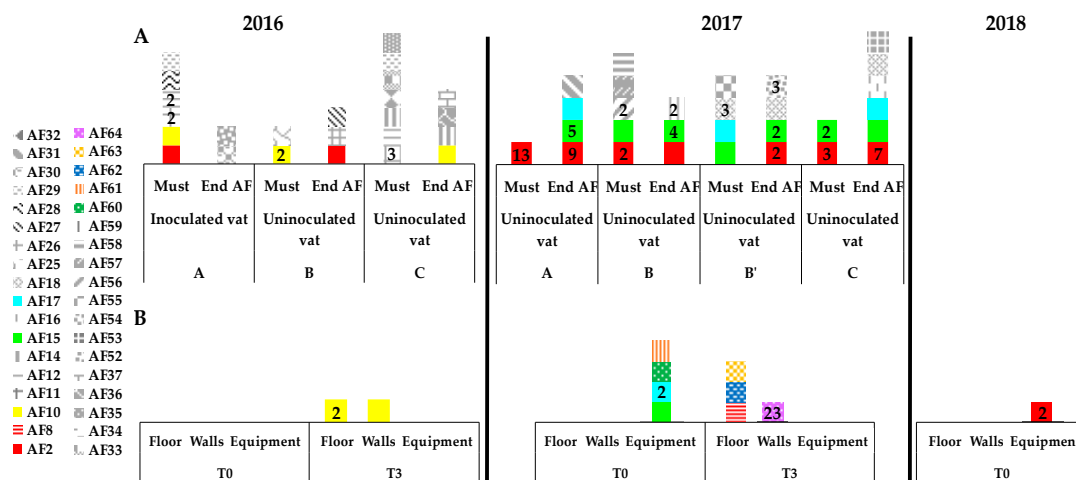 2016 2017 2018
A
2
2
2
3
13
5
9
2
2
2
4
3
3
2
2
2
3
7
Must End AF Must End AF Must End AF Must End AF Must End AF Must End AF Must End AF
Inoculated vat Uninoculated vat Uninoculated vat Uninoculated vat Uninoculated vat Uninoculated vat Uninoculated vat
A B C A B B' C
AF32 AF64
AF31 AF63
AF30 AF62
AF29 AF61
AF28 AF60
AF27 AF59
AF26 AF58
AF25 AF57
AF18 AF56
AF17 AF55
AF16 AF54
AF15 AF53
AF14 AF52
AF12 AF37
AF11 AF36
AF10 AF35
AF8 AF34
AF2 AF33
B
2
2
23
2
Floor Walls Equipment Floor Walls Equipment Floor Walls Equipment Floor Walls Equipment Floor Walls Equipment
T0 T3 T0 T3 T0